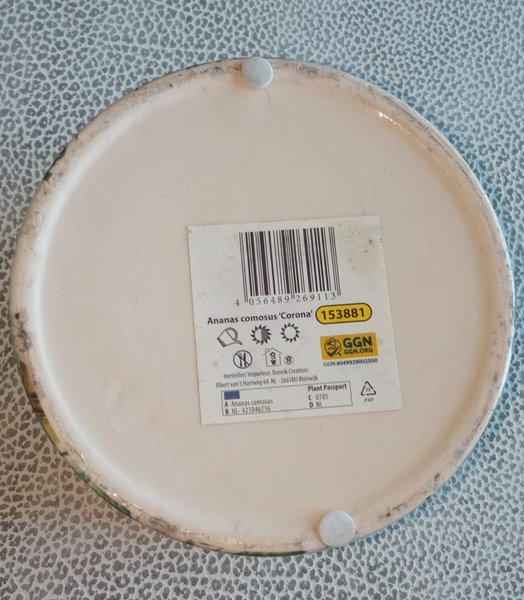 4 056489 269113
Ananas comosus 'Corona' 153881
GGN
GGN.ORG
GGN:4049929002500
Hersteller/ Importeur: Bunnik Creations
Albert van't Hartweg 64 NL - 2665MJ Bleiswijk
Plant Passport
A Ananas comosus C 0785
B NL- 421046716 D NL
PAP